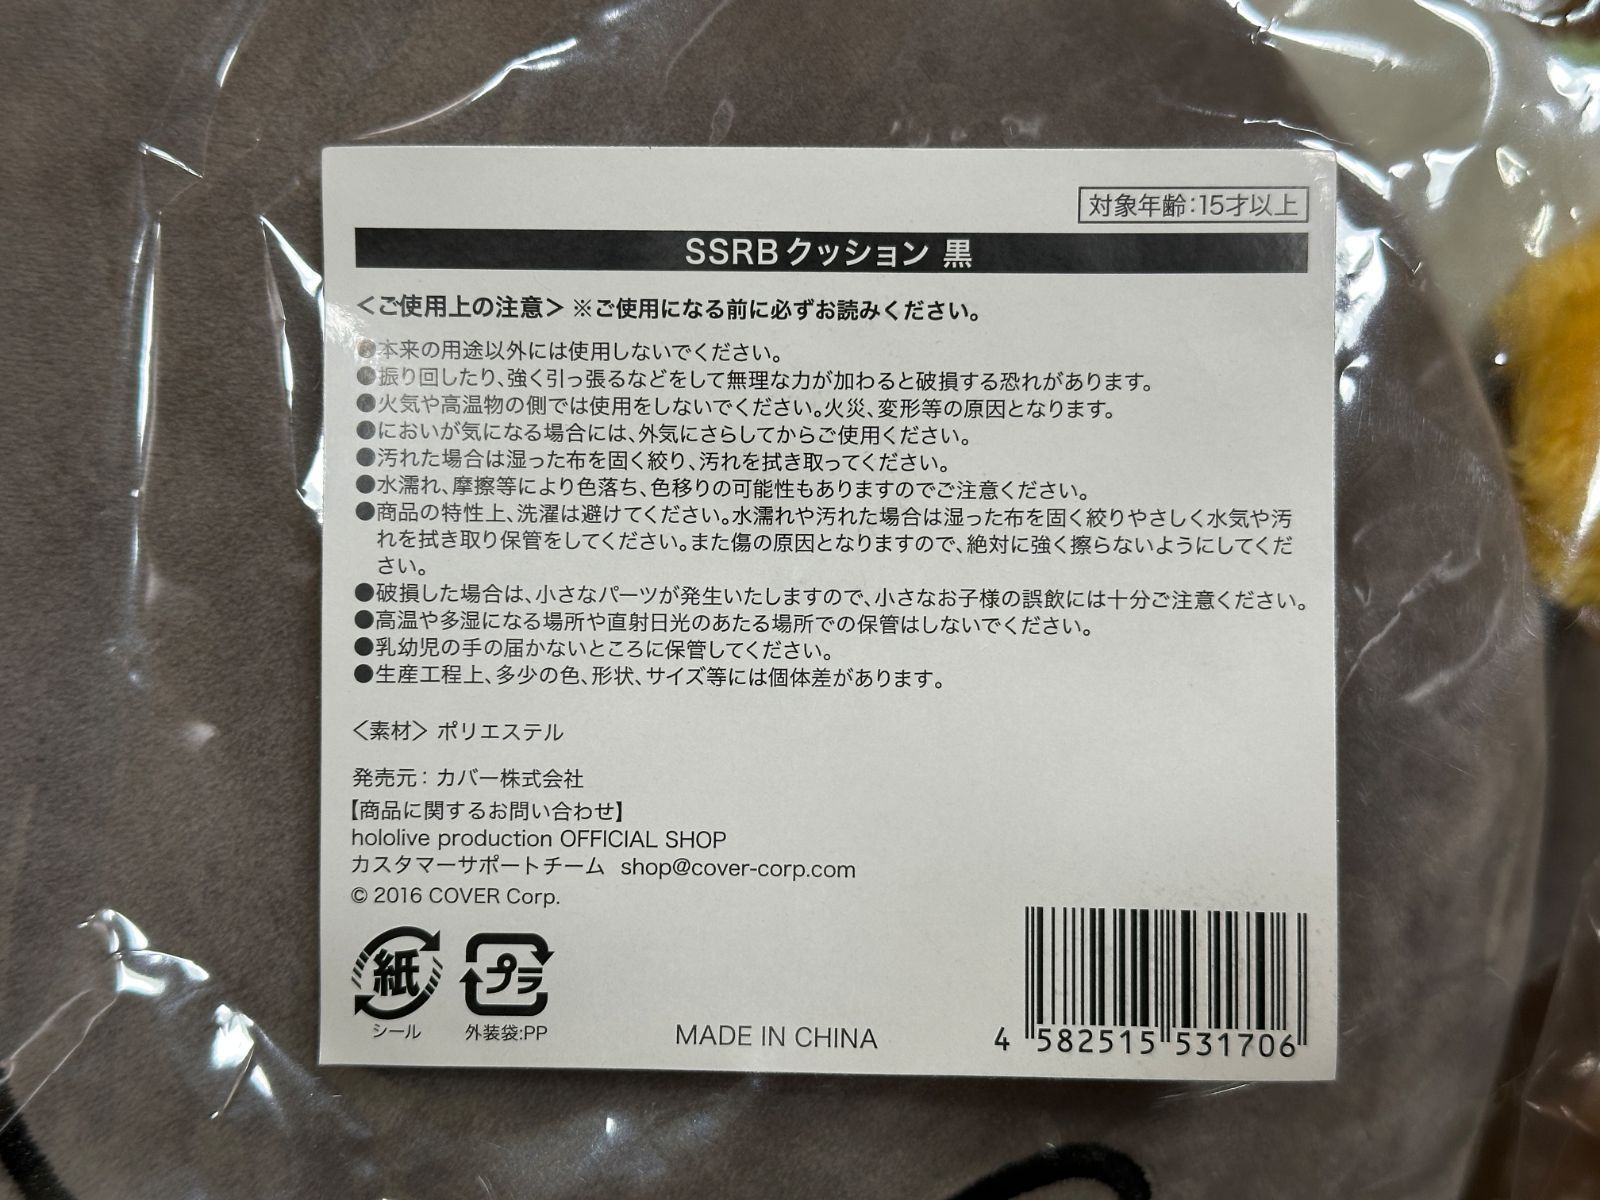 対象年齢:15才以上
SSRBクッション 黒
＜ご使用上の注意＞※ご使用になる前に必ずお読みください。
●本来の用途以外には使用しないでください。
●振り回したり、強く引っ張るなどをして無理な力が加わると破損する恐れがあります。
●火気や高温物の側では使用をしないでください。火災、変形等の原因となります。
●においが気になる場合には、外気にさらしてからご使用ください。
●汚れた場合は湿った布を固く絞り、汚れを拭き取ってください。
●水濡れ、摩擦等により色落ち、色移りの可能性もありますのでご注意ください。
●商品の特性上、洗濯は避けてください。水濡れや汚れた場合は湿った布を固く絞りやさしく水気や汚
れを拭き取り保管をしてください。また傷の原因となりますので、絶対に強く擦らないようにしてくだ
さい。
●破損した場合は、小さなパーツが発生いたしますので、小さなお子様の誤飲には十分ご注意ください。
●高温や多湿になる場所や直射日光のあたる場所での保管はしないでください。
●乳幼児の手の届かないところに保管してください。
●生産工程上、多少の色、形状、サイズ等には個体差があります。
＜素材＞ポリエステル
発売元：カバー株式会社
【商品に関するお問い合わせ】
hololive production OFFICIAL SHOP
カスタマーサポートチーム shop@cover-corp.com
© 2016 COVER Corp.
紙 プラ
シール 外装袋:PP
MADE IN CHINA
4 582515 531706